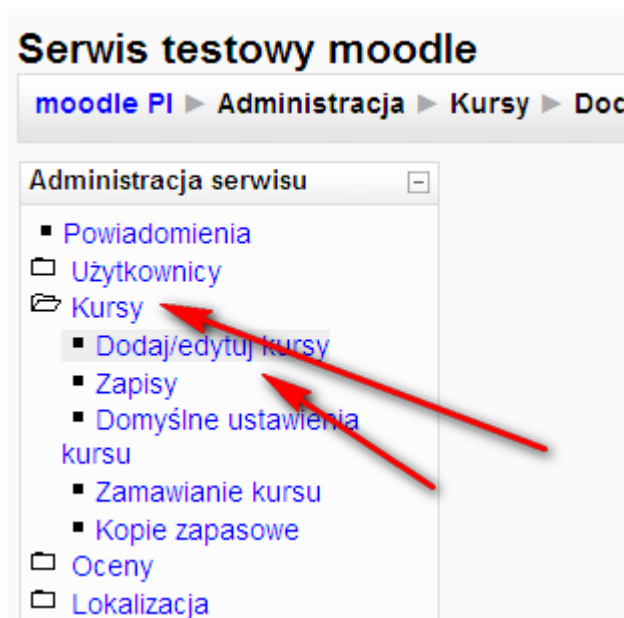 Serwis testowy moodle
moodle PI ► Administracja ► Kursy ►
Administracja serwisu
Powiadomienia
Użytkownicy
Kursy
Dodaj/edytuj kursy
Zapisy
Domyślne ustawienia
kursu
Zamawianie kursu
Kopie zapasowe
Oceny
Lokalizacja